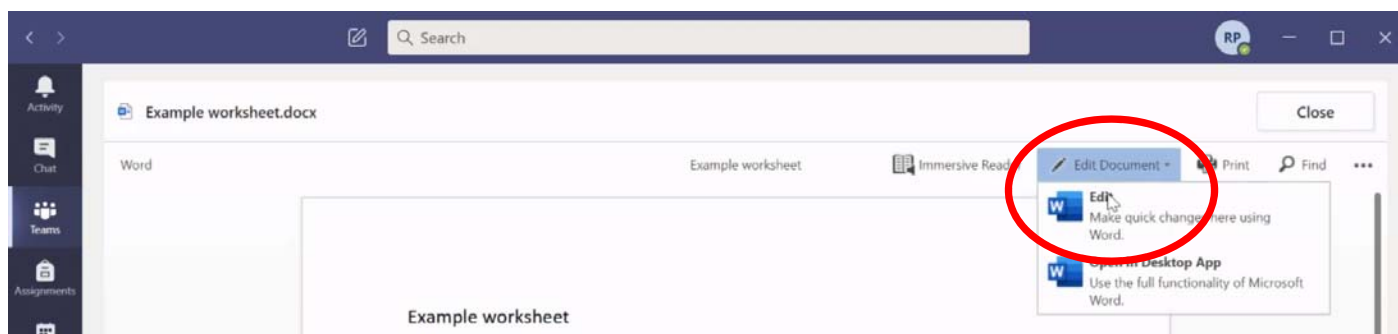 Search
RP
Activity
Example worksheet.docx
Close
Chat
Word
Example worksheet
Immersive Read
Edit Document
Print
Find
Edit
Make quick changes here using
Word.
Teams
Open in Desktop App
Use the full functionality of Microsoft
Word.
Assignments
Example worksheet